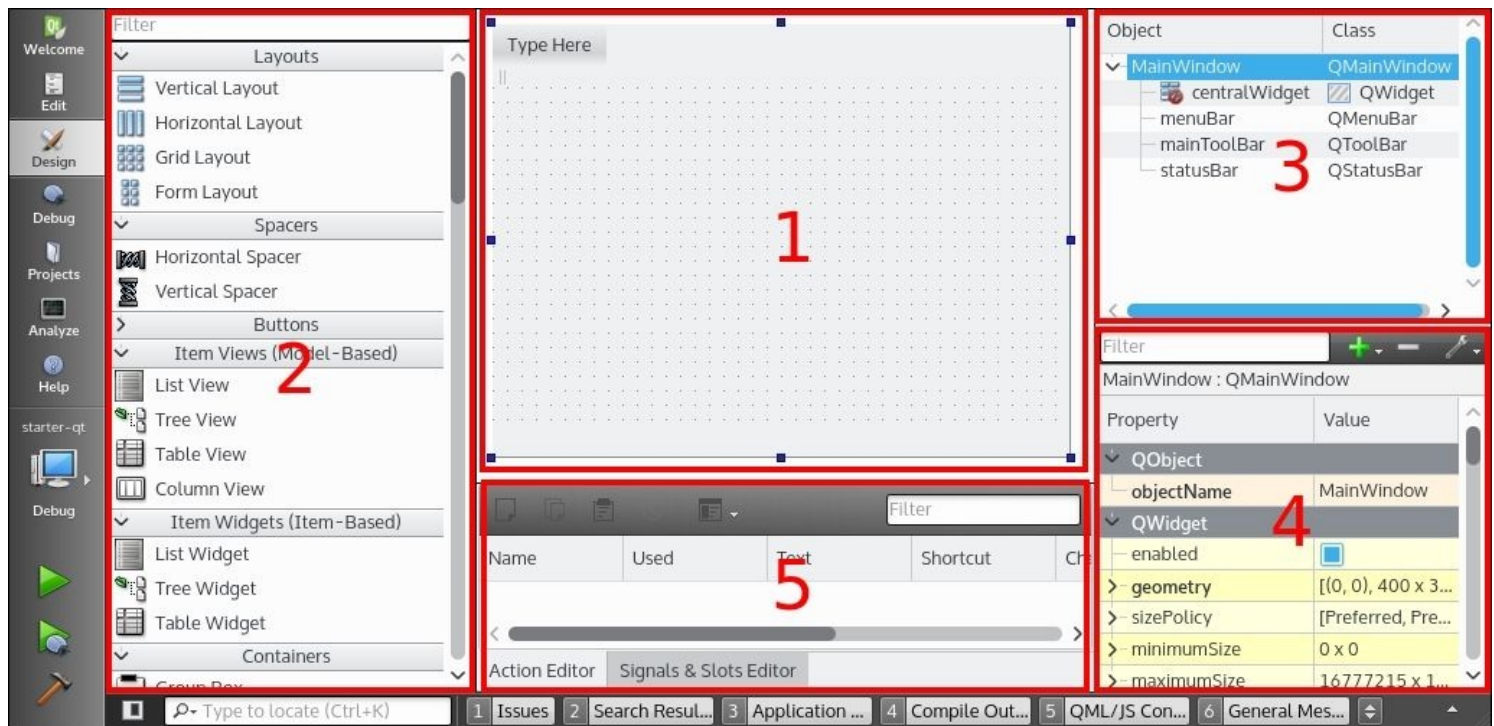 Welcome
Edit
Design
Debug
Projects
Analyze
Help
starter-qt
Debug
Filter
Layouts
Vertical Layout
Horizontal Layout
Grid Layout
Form Layout
Spacers
Horizontal Spacer
Vertical Spacer
Buttons
Item Views (Model-Based)
2
List View
Tree View
Table View
Column View
Item Widgets (Item-Based)
List Widget
Tree Widget
Table Widget
Containers
Group Box
Type Here
1
Filter
Name Used Text Shortcut Che
5
Action Editor Signals & Slots Editor
Object Class
MainWindow QMainWindow
centralWidget QWidget
menuBar QMenuBar
mainToolBar QToolBar
statusBar QStatusBar
3
Filter
MainWindow : QMainWindow
Property Value
QObject
objectName MainWindow
QWidget
4
enabled
geometry [(0, 0), 400 x 3...
sizePolicy [Preferred, Pre...
minimumSize 0 x 0
maximumSize 16777215 x 1...
Type to locate (Ctrl+K) 1 Issues 2 Search Resul... 3 Application ... 4 Compile Out... 5 QML/JS Con... 6 General Mes...